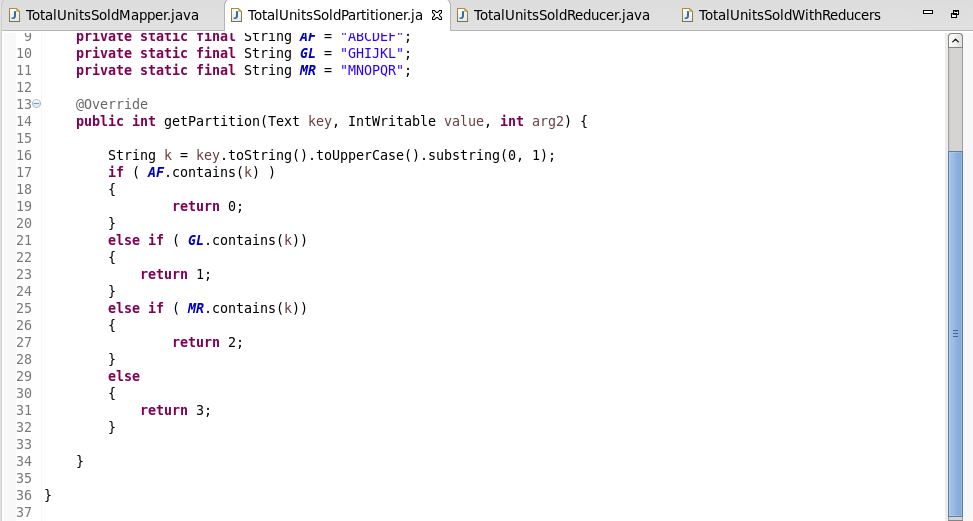 TotalUnitsSoldMapper.java TotalUnitsSoldPartitioner.ja TotalUnitsSoldReducer.java TotalUnitsSoldWithReducers
9 private static final String AF = "ABCDEF";
10 private static final String GL = "GHIJKL";
11 private static final String MR = "MNOPQR";
12
13 @Override
14 public int getPartition(Text key, IntWritable value, int arg2) {
15
16 String k = key.toString().toUpperCase().substring(0, 1);
17 if ( AF.contains(k) )
18 {
19 return 0;
20 }
21 else if ( GL.contains(k))
22 {
23 return 1;
24 }
25 else if ( MR.contains(k))
26 {
27 return 2;
28 }
29 else
30 {
31 return 3;
32 }
33
34 }
35
36 }
37